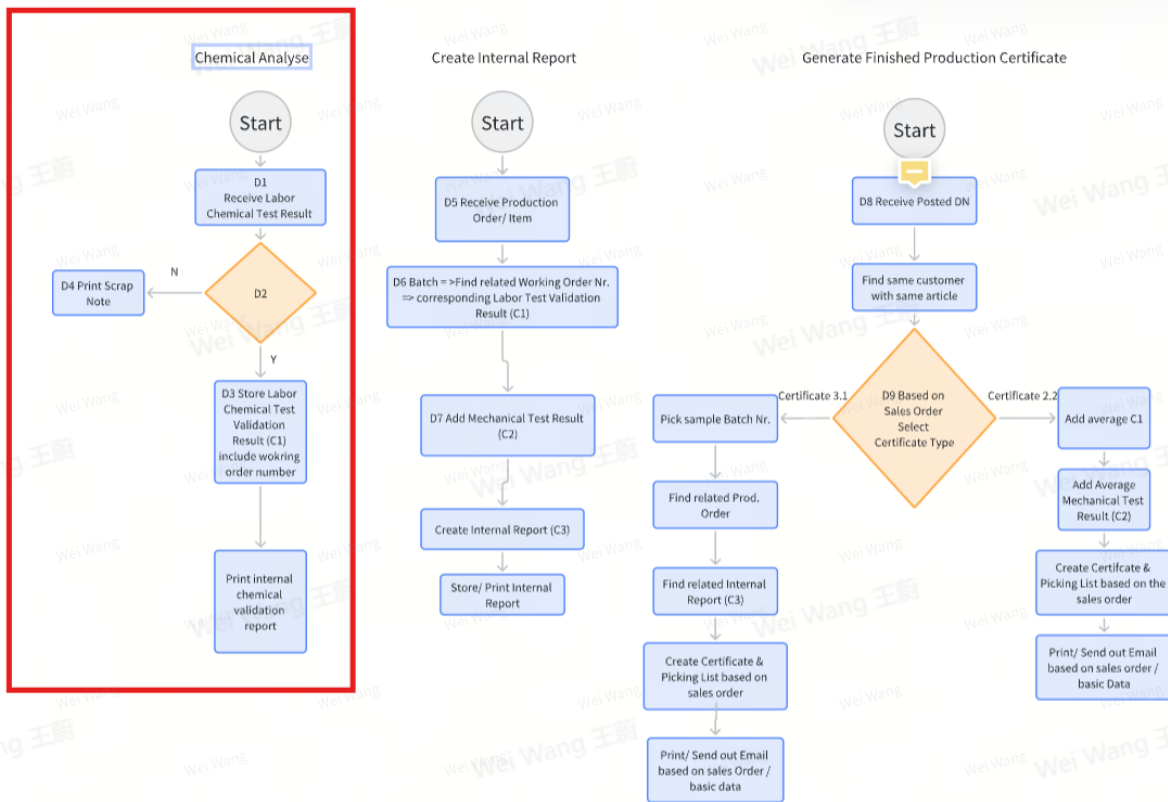 Chemical Analyse
Start
D1
Receive Labor
Chemical Test Result
D2
N
D4 Print Scrap
Note
Y
D3 Store Labor
Chemical Test
Validation
Result (C1)
include wokring
order number
Print internal
chemical
validation
report
Create Internal Report
Start
D5 Receive Production
Order/ Item
D6 Batch = >Find related Working Order Nr.
=> corresponding Labor Test Validation
Result (C1)
D7 Add Mechanical Test Result
(C2)
Create Internal Report (C3)
Store/ Print Internal
Report
Generate Finished Production Certificate
Start
D8 Receive Posted DN
Find same customer
with same article
D9 Based on
Sales Order
Select
Certificate Type
Certificate 3.1
Pick sample Batch Nr.
Find related Prod.
Order
Find related Internal
Report (C3)
Create Certificate &
Picking List based on
sales order
Print/ Send out Email
based on sales Order /
basic data
Certificate 2.2
Add average C1
Add Average
Mechanical Test
Result (C2)
Create Certifcate &
Picking List based on the
sales order
Print/ Send out Email
based on sales order /
basic Data
Wei Wang 王蔚